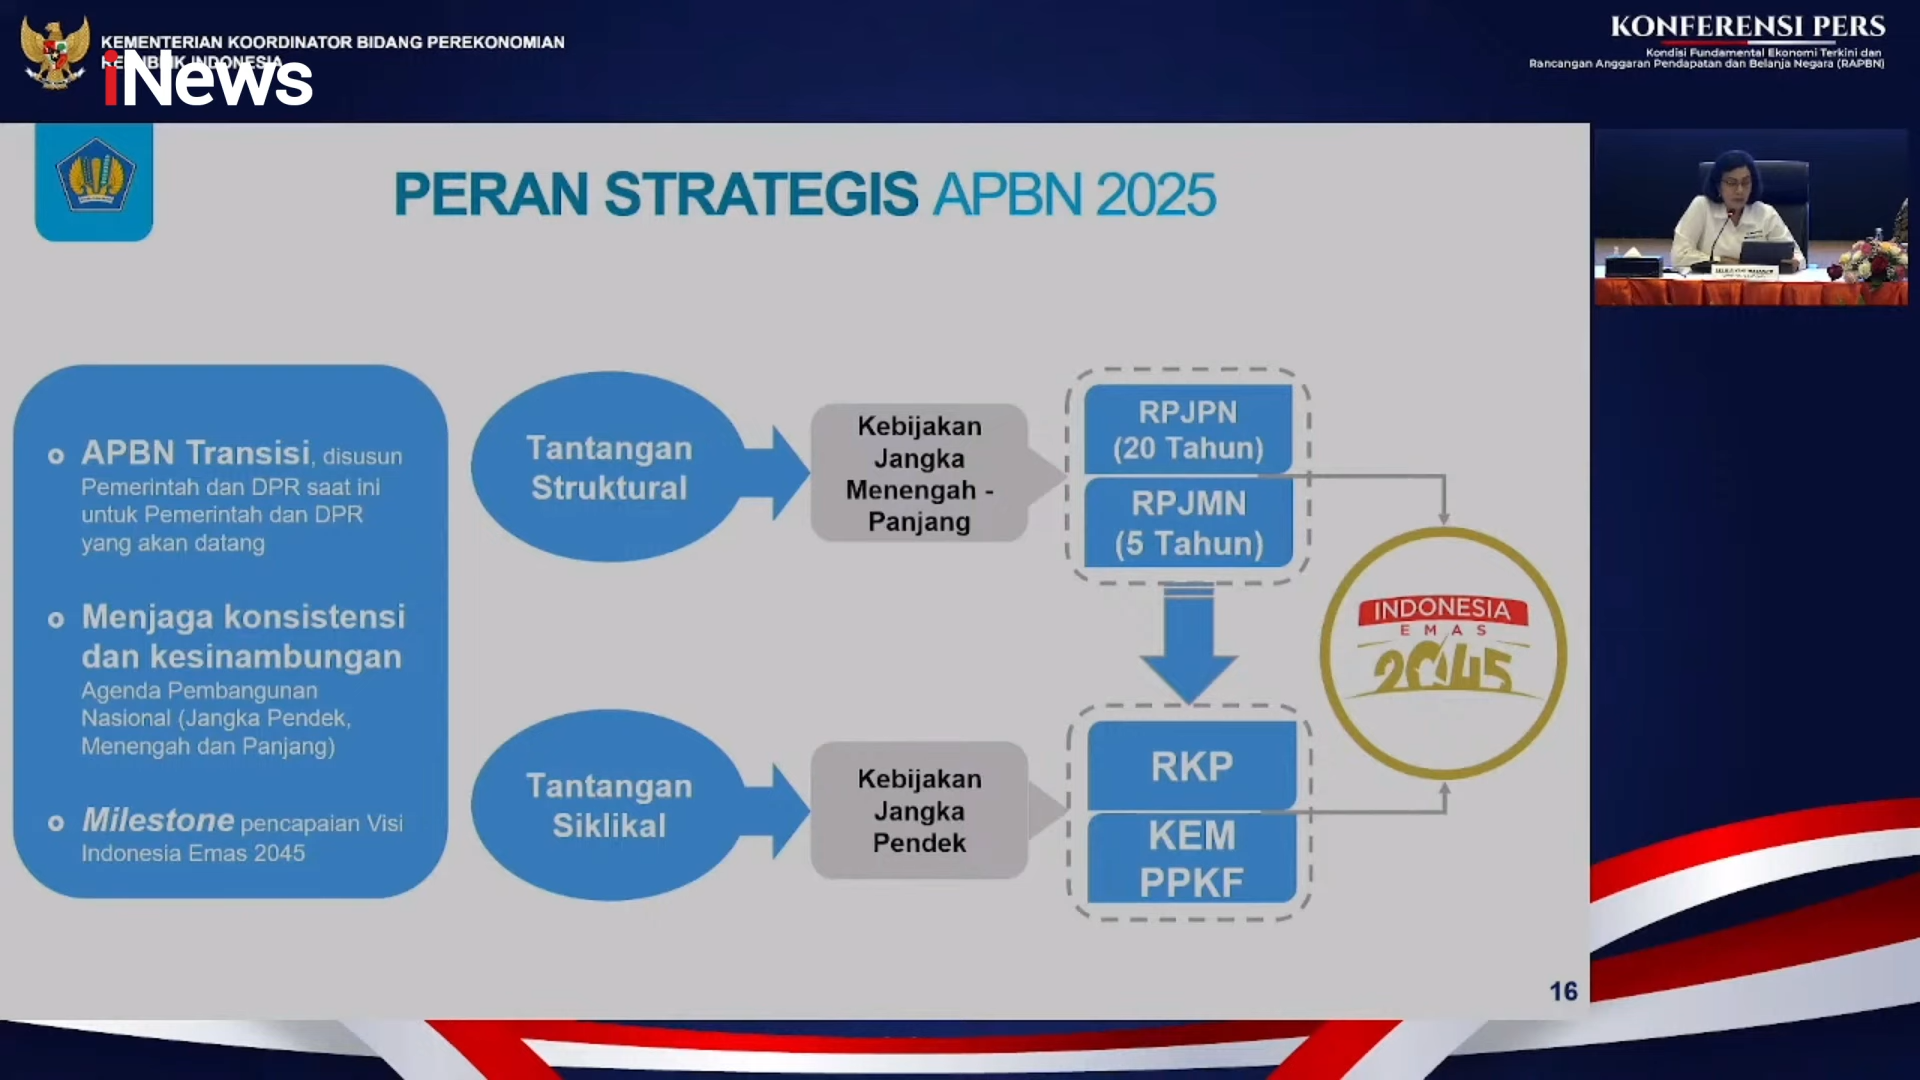 KEMENTERIAN KOORDINATOR BIDANG PEREKONOMIAN
REPUBLIK INDONESIA
iNews
KONFERENSI PERS
Kondisi Fundamental Ekonomi Terkini dan
Rancangan Anggaran Pendapatan dan Belanja Negara (RAPBN)
PERAN STRATEGIS APBN 2025
APBN Transisi, disusun
Pemerintah dan DPR saat ini
untuk Pemerintah dan DPR
yang akan datang
Menjaga konsistensi
dan kesinambungan
Agenda Pembangunan
Nasional (Jangka Pendek,
Menengah dan Panjang)
Milestone pencapaian Visi
Indonesia Emas 2045
Tantangan
Struktural
Kebijakan
Jangka
Menengah -
Panjang
RPJPN
(20 Tahun)
RPJMN
(5 Tahun)
INDONESIA
EMAS
2045
Tantangan
Siklikal
Kebijakan
Jangka
Pendek
RKP
KEM
PPKF
16